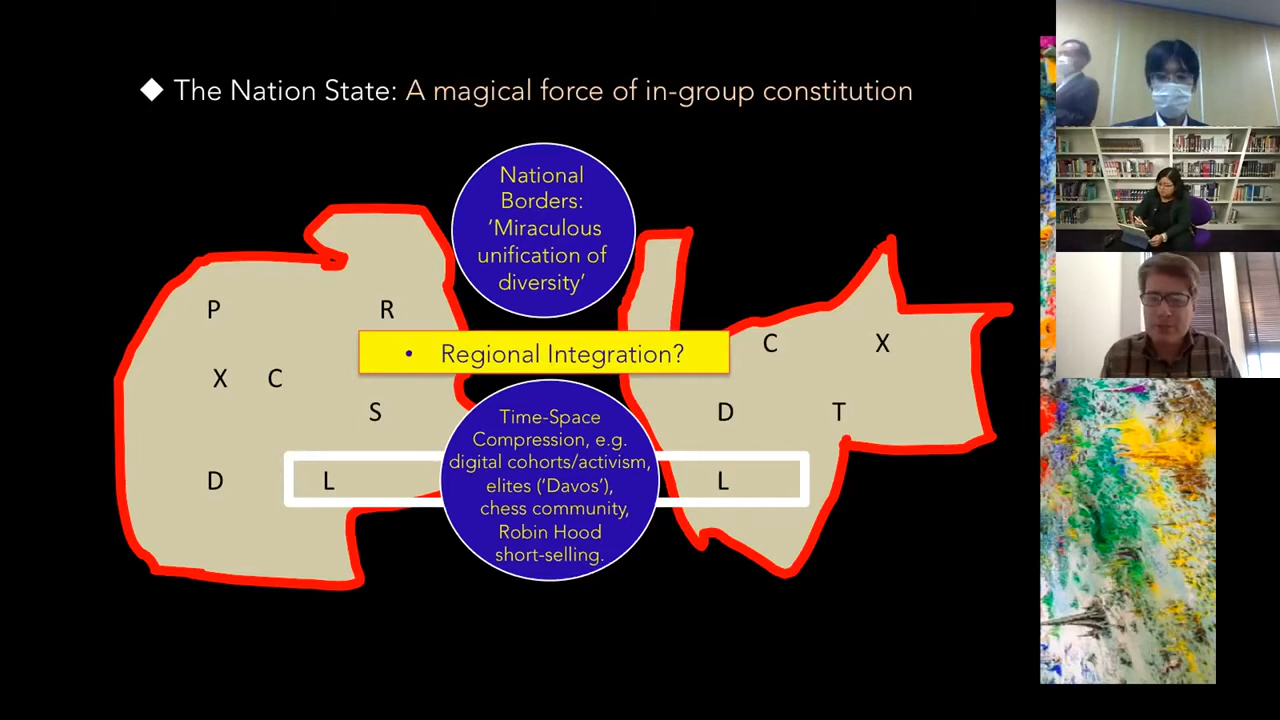 ◆ The Nation State: A magical force of in-group constitution
National
Borders:
‘Miraculous
unification of
diversity’
P
R
• Regional Integration?
C
X
X
C
S
D
T
Time-Space
Compression, e.g.
digital cohorts/activism,
elites (‘Davos’),
chess community,
Robin Hood
short-selling.
D
L
L